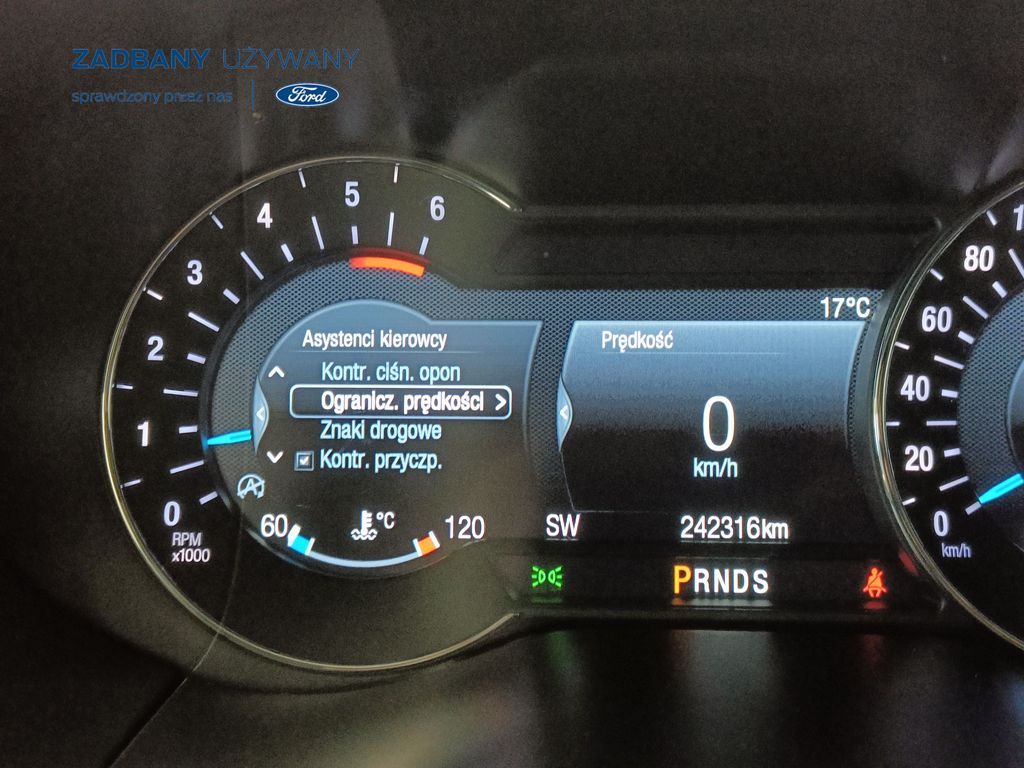 ZADBANY UŻYWANY
sprawdzony przez nas
Ford
0
1
2
3
4
5
6
RPM
x1000
Asystenci kierowcy
Kontr. ciśn. opon
Ogranicz. prędkości >
Znaki drogowe
Kontr. przyczp.
A
60
°C
120
17°C
Prędkość
0
km/h
SW
242316km
PRNDS
0
20
40
60
80
km/h